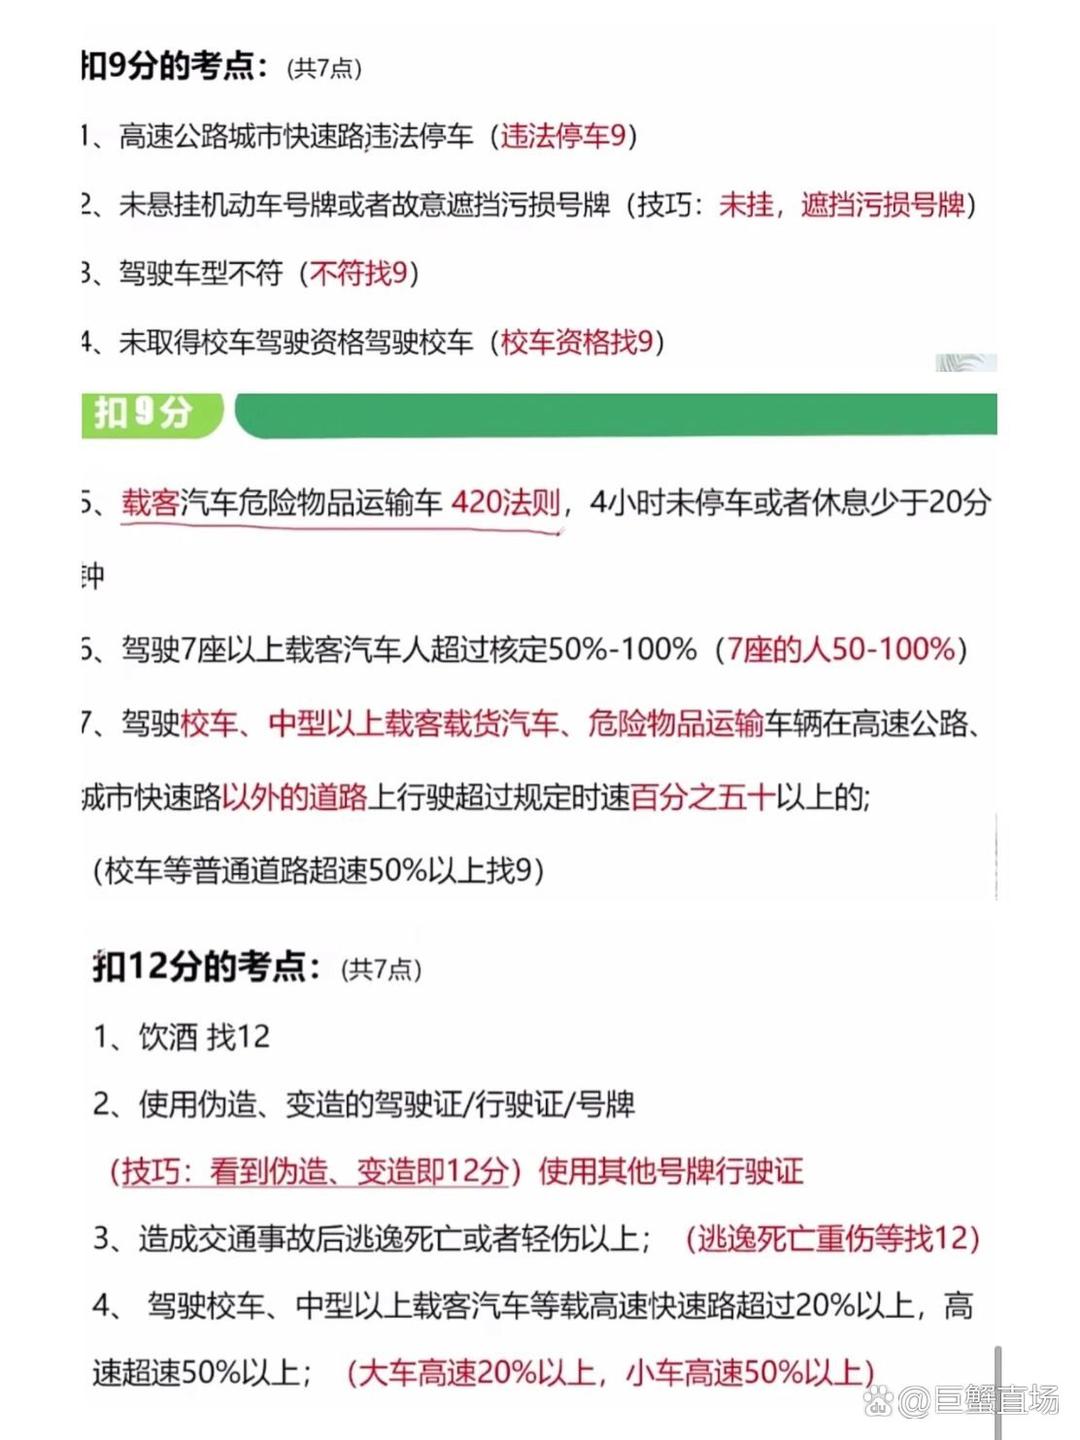 扣9分的考点：(共7点)
1、高速公路城市快速路违法停车（违法停车9）
2、未悬挂机动车号牌或者故意遮挡污损号牌（技巧：未挂，遮挡污损号牌）
3、驾驶车型不符（不符找9）
4、未取得校车驾驶资格驾驶校车（校车资格找9）
扣9分
5、载客汽车危险物品运输车 420法则，4小时未停车或者休息少于20分
钟
6、驾驶7座以上载客汽车人超过核定50%-100%（7座的人50-100%）
7、驾驶校车、中型以上载客载货汽车、危险物品运输车辆在高速公路、
城市快速路以外的道路上行驶超过规定时速百分之五十以上的;
（校车等普通道路超速50%以上找9）
扣12分的考点：(共7点)
1、饮酒 找12
2、使用伪造、变造的驾驶证/行驶证/号牌
（技巧：看到伪造、变造即12分）使用其他号牌行驶证
3、造成交通事故后逃逸死亡或者轻伤以上；（逃逸死亡重伤等找12）
4、 驾驶校车、中型以上载客汽车等载高速快速路超过20%以上，高
速超速50%以上；（大车高速20%以上，小车高速50%以上）
du @巨蟹直场